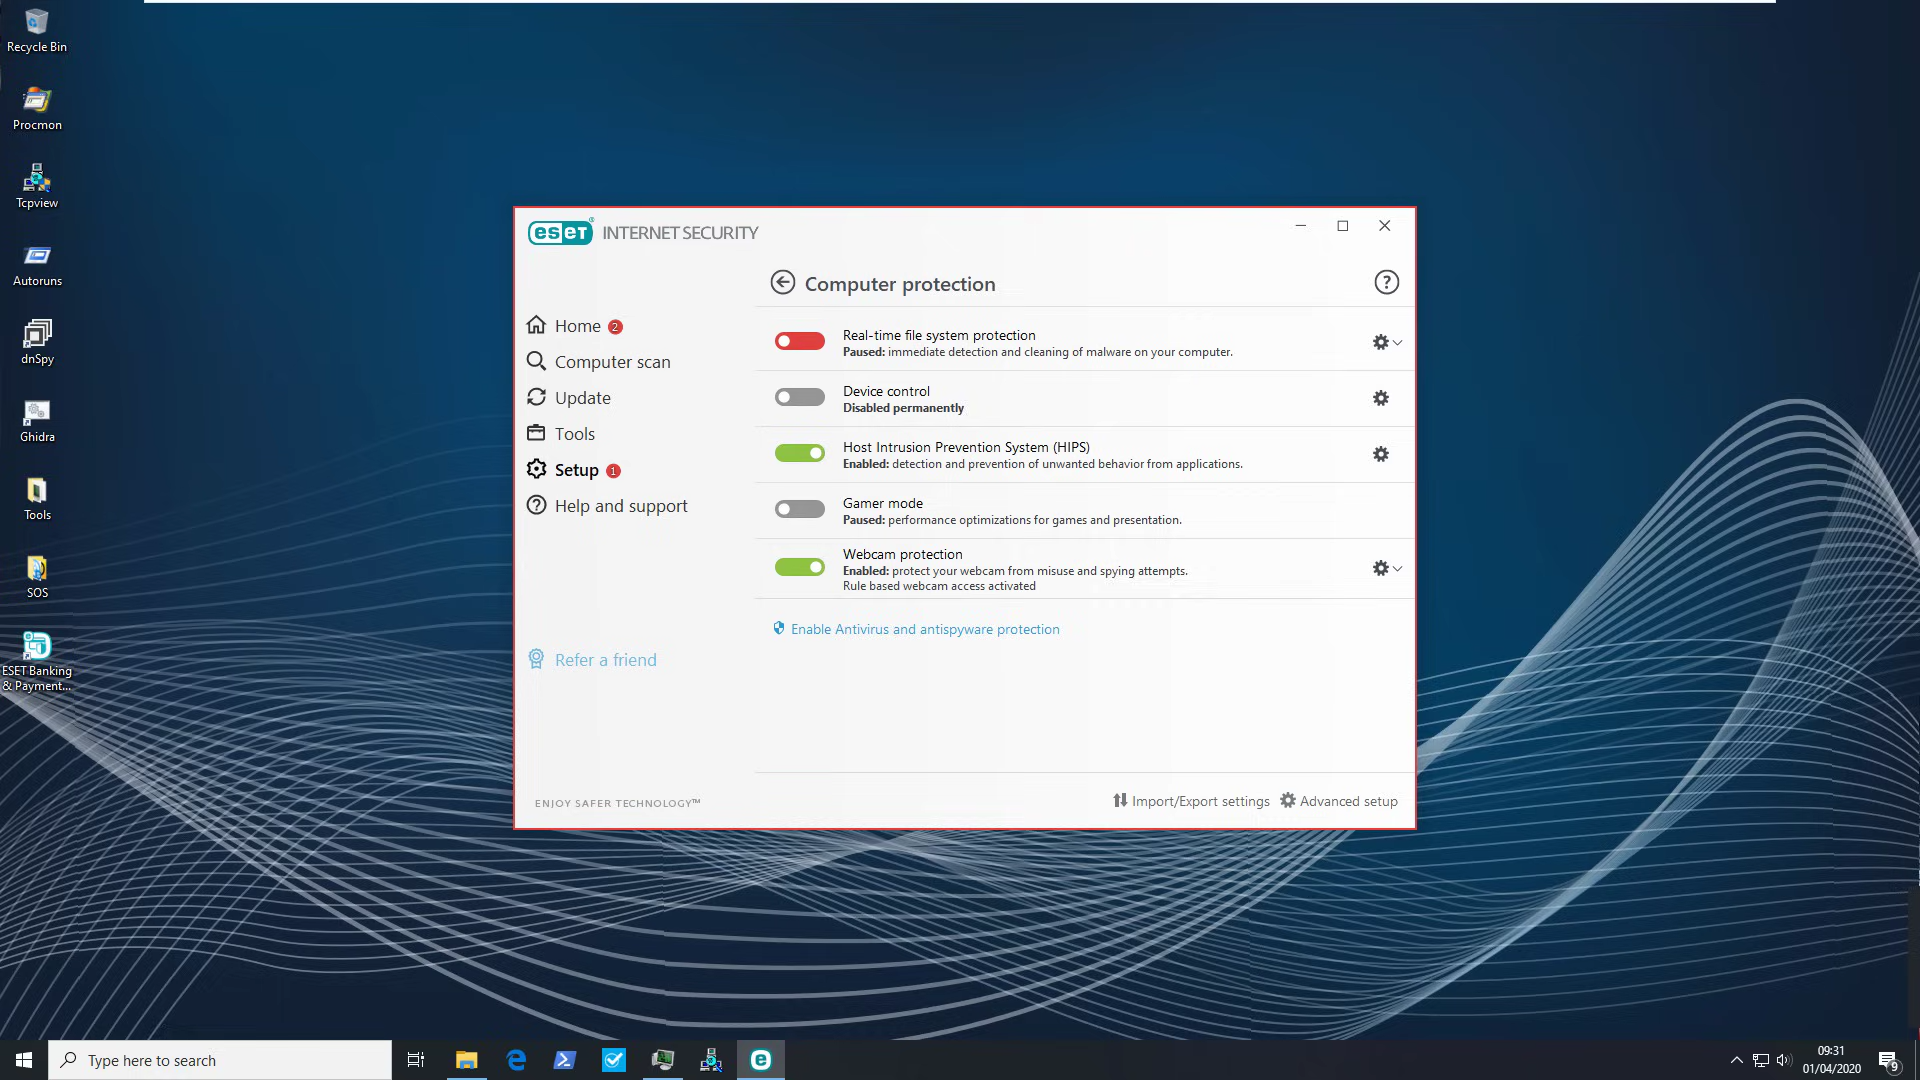 Recycle Bin
Procmon
Tcpview
Autoruns
dnSpy
Ghidra
Tools
SOS
ESET Banking
& Payment...
eseT® INTERNET SECURITY
Home 2
Computer scan
Update
Tools
Setup 1
Help and support
Refer a friend
ENJOY SAFER TECHNOLOGY™
Computer protection
?
Real-time file system protection
Paused: immediate detection and cleaning of malware on your computer.
Device control
Disabled permanently
Host Intrusion Prevention System (HIPS)
Enabled: detection and prevention of unwanted behavior from applications.
Gamer mode
Paused: performance optimizations for games and presentation.
Webcam protection
Enabled: protect your webcam from misuse and spying attempts.
Rule based webcam access activated
Enable Antivirus and antispyware protection
Import/Export settings
Advanced setup
Type here to search
09:31
01/04/2020
9